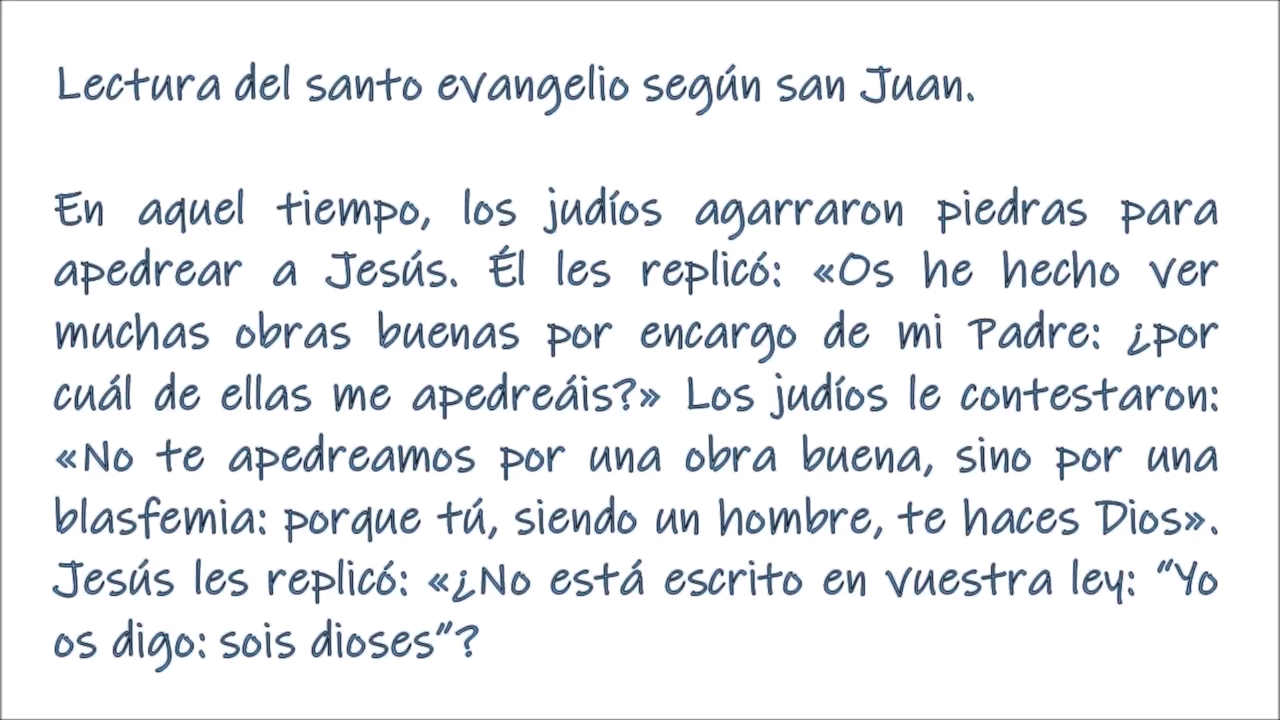 Lectura del santo evangelio según san Juan.
En aquel tiempo, los judíos agarraron piedras para
apedrear a Jesús. Él les replicó: «Os he hecho ver
muchas obras buenas por encargo de mi Padre: ¿por
cuál de ellas me apedreáis?» Los judíos le contestaron:
«No te apedreamos por una obra buena, sino por una
blasfemia: porque tú, siendo un hombre, te haces Dios».
Jesús les replicó: «¿No está escrito en vuestra ley: “Yo
os digo: sois dioses”?